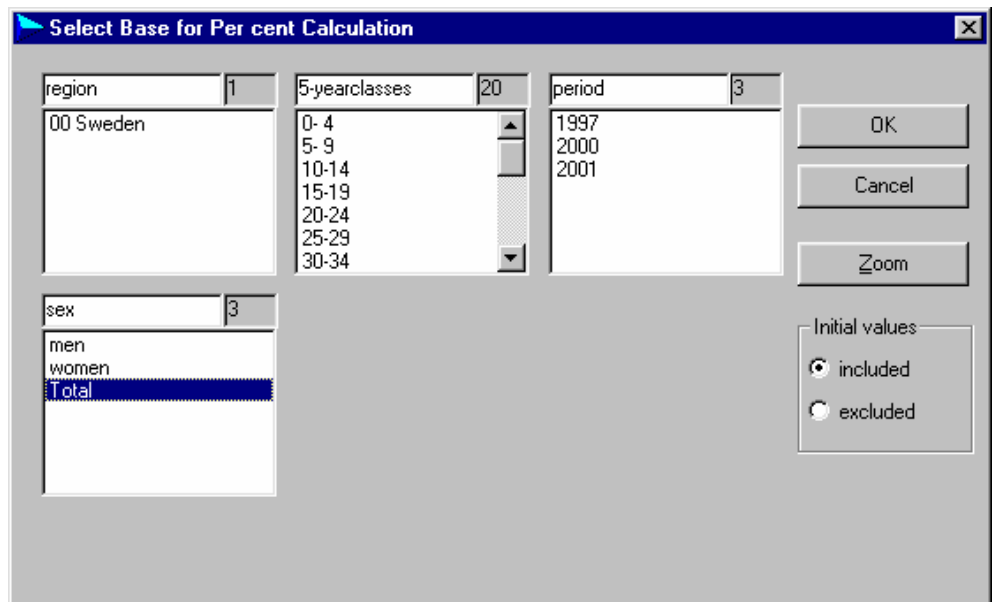 Select Base for Per cent Calculation
region 1
00 Sweden
5-yearclasses 20
0- 4
5- 9
10-14
15-19
20-24
25-29
30-34
period 3
1997
2000
2001
OK
Cancel
Zoom
sex 3
men
women
Total
Initial values
included
excluded